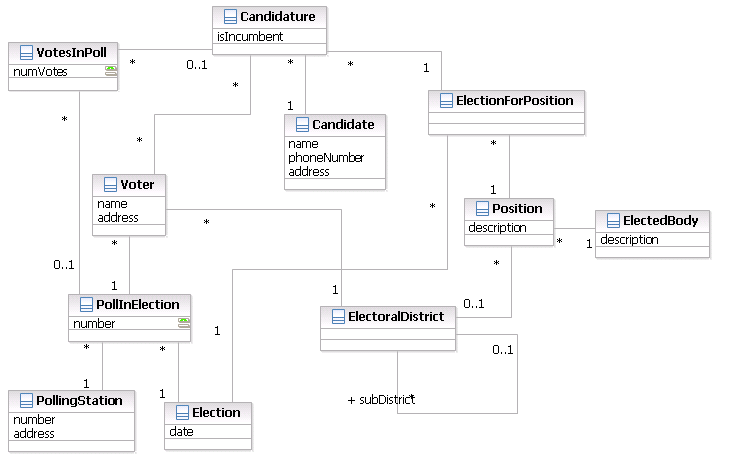 Candidature
isIncumbent
VotesInPoll
numVotes
*
0..1
*
*
*
1
1
ElectionForPosition
*
Candidate
name
phoneNumber
address
*
*
Voter
name
address
1
Position
description
ElectedBody
description
*
*
*
1
*
*
0..1
1
1
0..1
PollInElection
number
ElectoralDistrict
1
*
*
0..1
1
1
+ subDistrict
*
PollingStation
number
address
Election
date